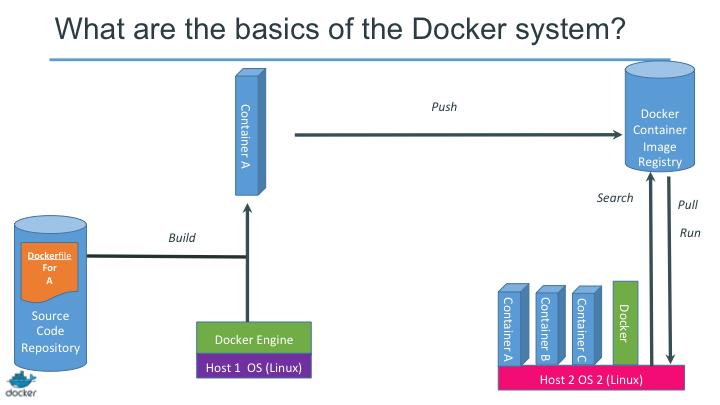 What are the basics of the Docker system?
Container A
Push
Docker
Container
Image
Registry
Search
Pull
Run
Build
Dockerfile
For
A
Source
Code
Repository
Docker Engine
Host 1  OS (Linux)
Container A
Container B
Container C
Docker
Host 2 OS 2 (Linux)
docker